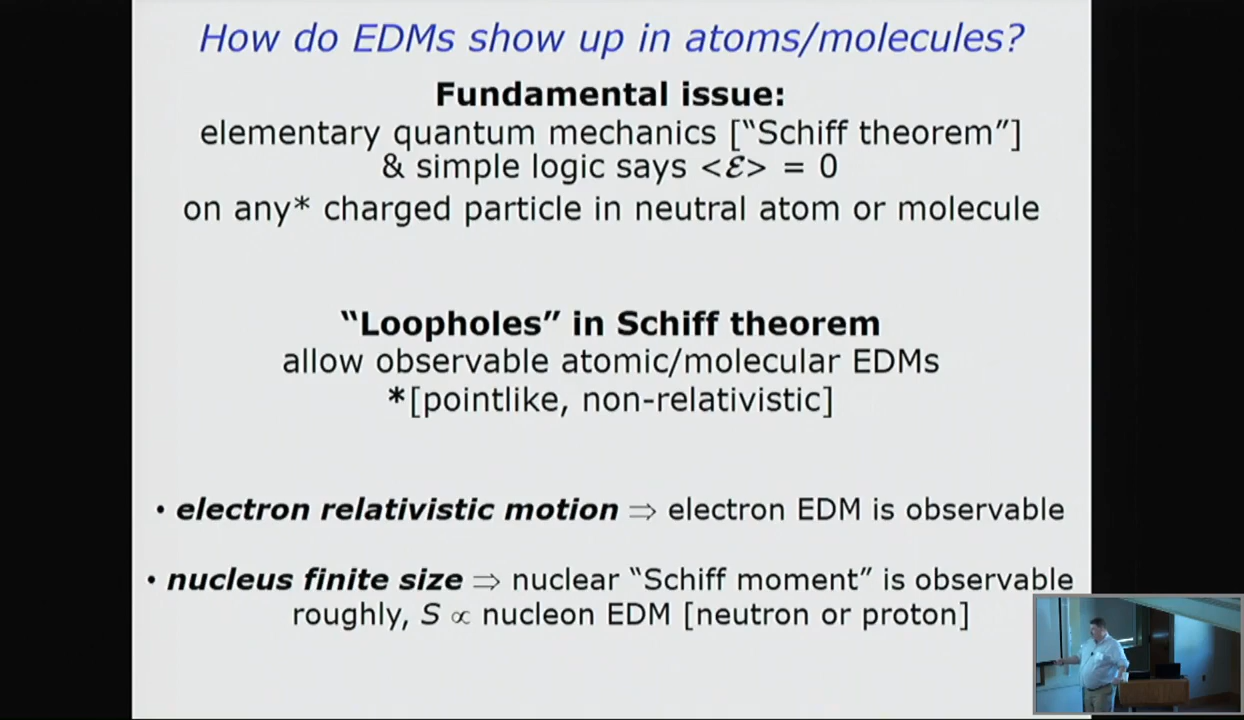 How do EDMs show up in atoms/molecules?
Fundamental issue:
elementary quantum mechanics [“Schiff theorem”]
& simple logic says <ℰ> = 0
on any* charged particle in neutral atom or molecule
“Loopholes” in Schiff theorem
allow observable atomic/molecular EDMs
*[pointlike, non-relativistic]
• electron relativistic motion ⇒ electron EDM is observable
• nucleus finite size ⇒ nuclear “Schiff moment” is observable
roughly, S ∝ nucleon EDM [neutron or proton]